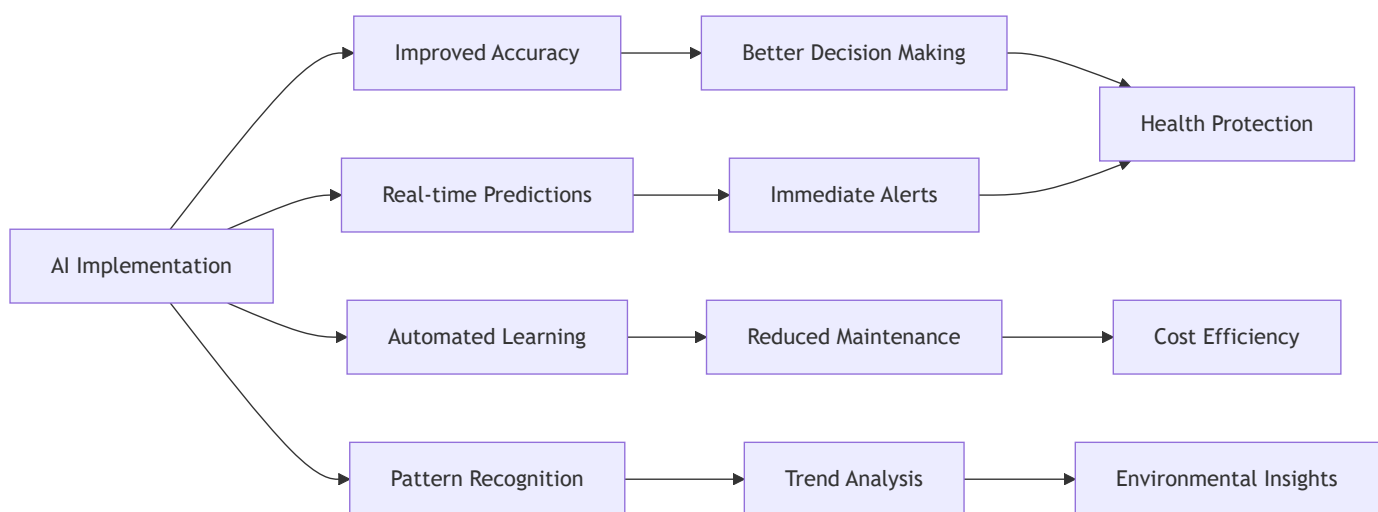 Improved Accuracy
Better Decision Making
Health Protection
Real-time Predictions
Immediate Alerts
AI Implementation
Automated Learning
Reduced Maintenance
Cost Efficiency
Pattern Recognition
Trend Analysis
Environmental Insights